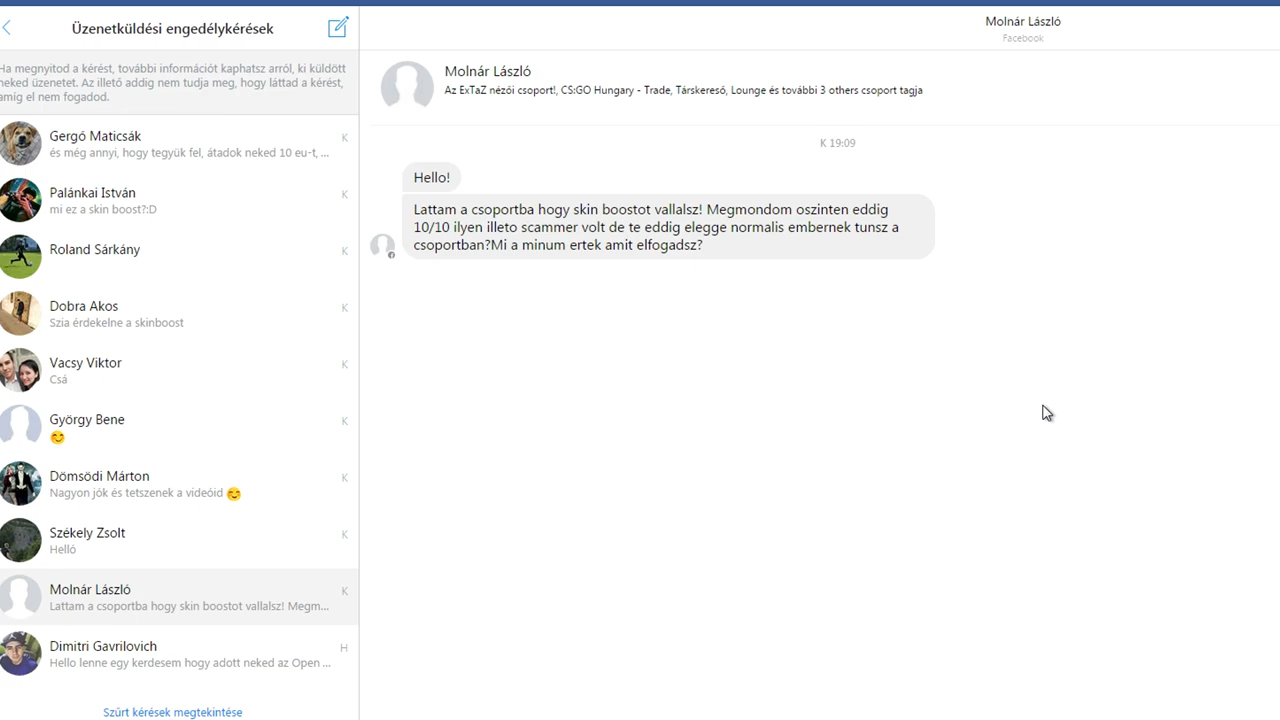 Üzenetküldési engedélykérések
Ha megnyitod a kérést, további információt kaphatsz arról, ki küldött
neked üzenetet. Az illető addig nem tudja meg, hogy láttad a kérést,
amíg el nem fogadod.
Gergő Maticsák
K
és még annyi, hogy tegyük fel, átadok neked 10 eu-t, ...
Palánkai István
K
mi ez a skin boost?:D
Roland Sárkány
K
Dobra Akos
K
Szia érdekelne a skinboost
Vacsy Viktor
K
Csá
György Bene
K
😊
Dömsödi Márton
K
Nagyon jók és tetszenek a videóid 😊
Székely Zsolt
K
Helló
Molnár László
K
Lattam a csoportba hogy skin boostot vallalsz! Megm...
Dimitri Gavrilovich
H
Hello lenne egy kerdesem hogy adott neked az Open ...
Szűrt kérések megtekintése
Molnár László
Facebook
Molnár László
Az ExTaZ nézői csoport!, CS:GO Hungary - Trade, Társkereső, Lounge és további 3 others csoport tagja
K 19:09
Hello!
Lattam a csoportba hogy skin boostot vallalsz! Megmondom oszinten eddig
10/10 ilyen illeto scammer volt de te eddig elegge normalis embernek tunsz a
csoportban?Mi a minum ertek amit elfogadsz?